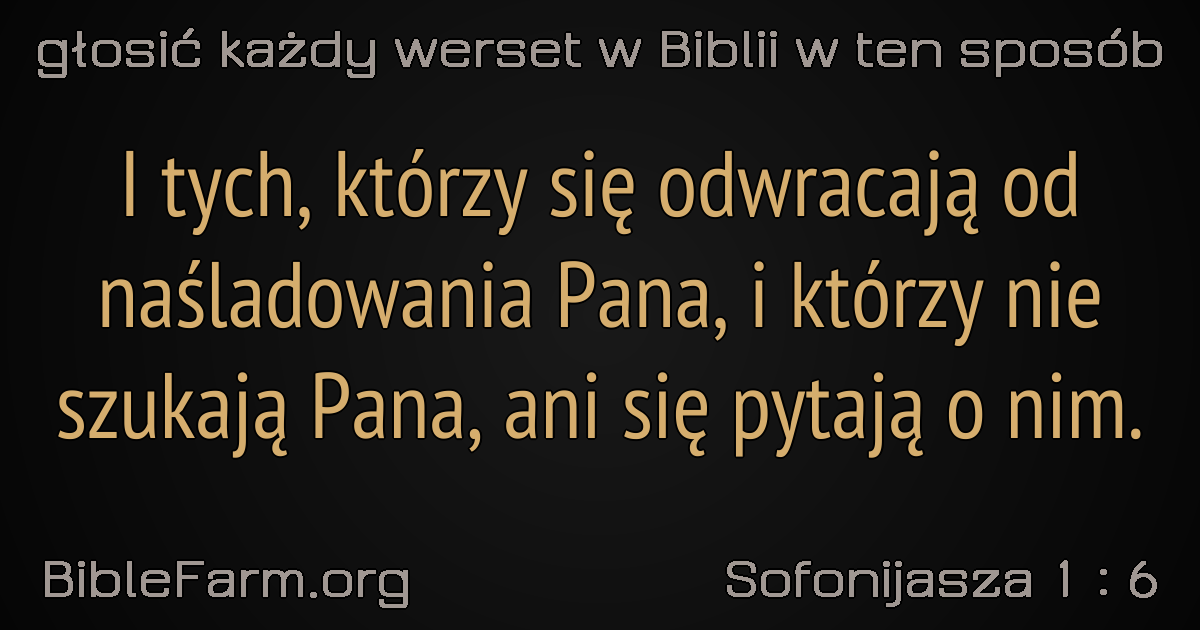 głosić każdy werset w Biblii w ten sposób
I tych, którzy się odwracają od
naśladowania Pana, i którzy nie
szukają Pana, ani się pytają o nim.
BibleFarm.org
Sofonijasza 1 : 6